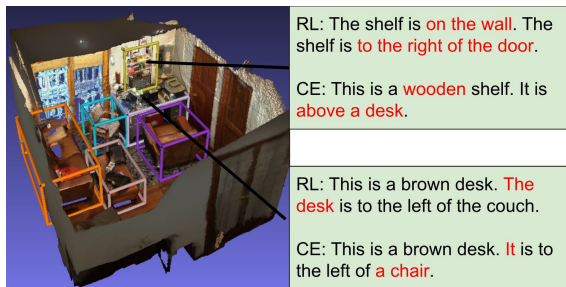 RL: The shelf is on the wall. The
shelf is to the right of the door.
CE: This is a wooden shelf. It is
above a desk.
RL: This is a brown desk. The
desk is to the left of the couch.
CE: This is a brown desk. It is to
the left of a chair.